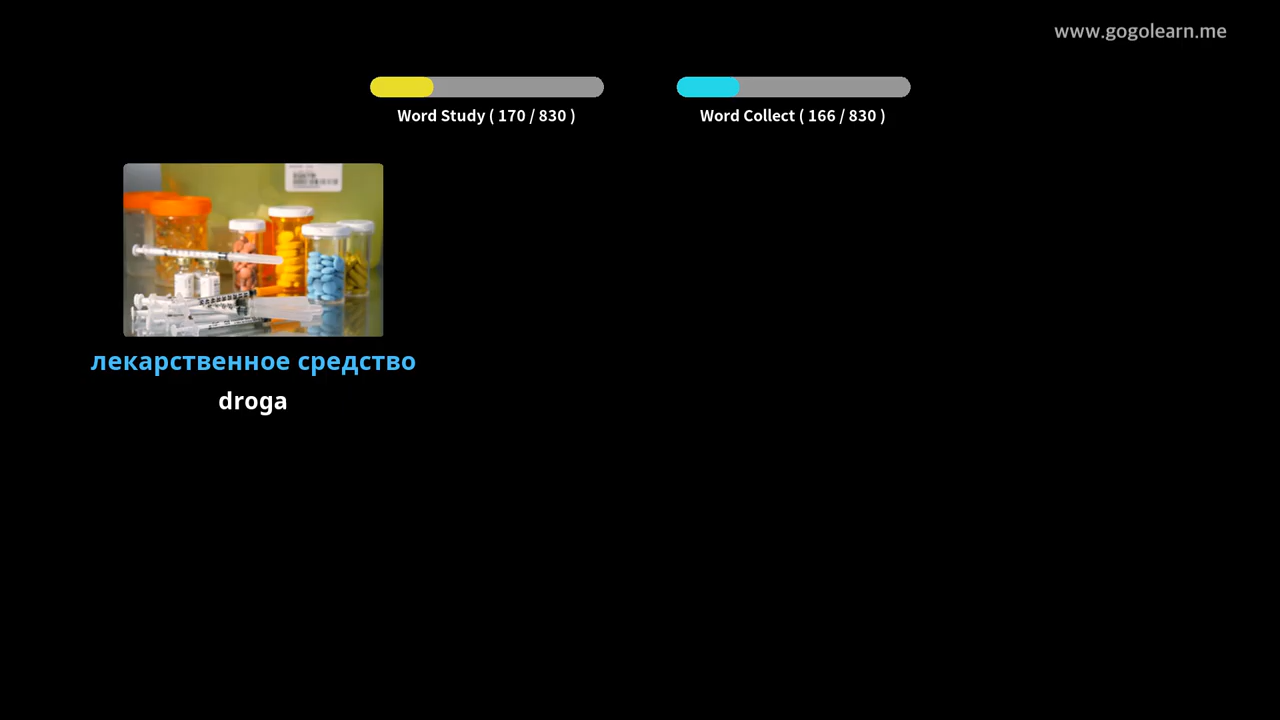 www.gogolearn.me
Word Study ( 170 / 830 )
Word Collect ( 166 / 830 )
лекарственное средство
droga